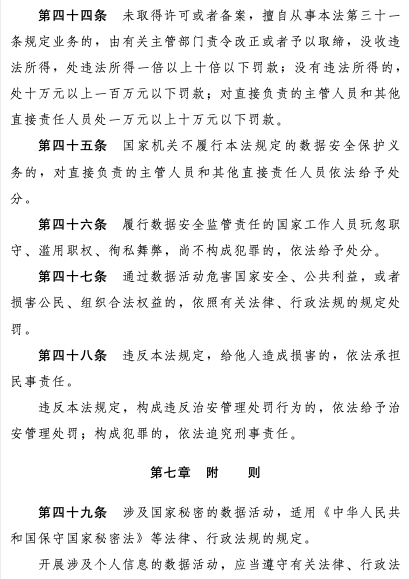 第四十四条　未取得许可或者备案，擅自从事本法第三十一
条规定业务的，由有关主管部门责令改正或者予以取缔，没收违
法所得，处违法所得一倍以上十倍以下罚款；没有违法所得的，
处十万元以上一百万元以下罚款；对直接负责的主管人员和其他
直接责任人员处一万元以上十万元以下罚款。
第四十五条　国家机关不履行本法规定的数据安全保护义
务的，对直接负责的主管人员和其他直接责任人员依法给予处
分。
第四十六条　履行数据安全监管责任的国家工作人员玩忽职
守、滥用职权、徇私舞弊，尚不构成犯罪的，依法给予处分。
第四十七条　通过数据活动危害国家安全、公共利益，或者
损害公民、组织合法权益的，依照有关法律、行政法规的规定处
罚。
第四十八条　违反本法规定，给他人造成损害的，依法承担
民事责任。
违反本法规定，构成违反治安管理处罚行为的，依法给予治
安管理处罚；构成犯罪的，依法追究刑事责任。
第七章　附　　则
第四十九条　涉及国家秘密的数据活动，适用《中华人民共
和国保守国家秘密法》等法律、行政法规的规定。
开展涉及个人信息的数据活动，应当遵守有关法律、行政法